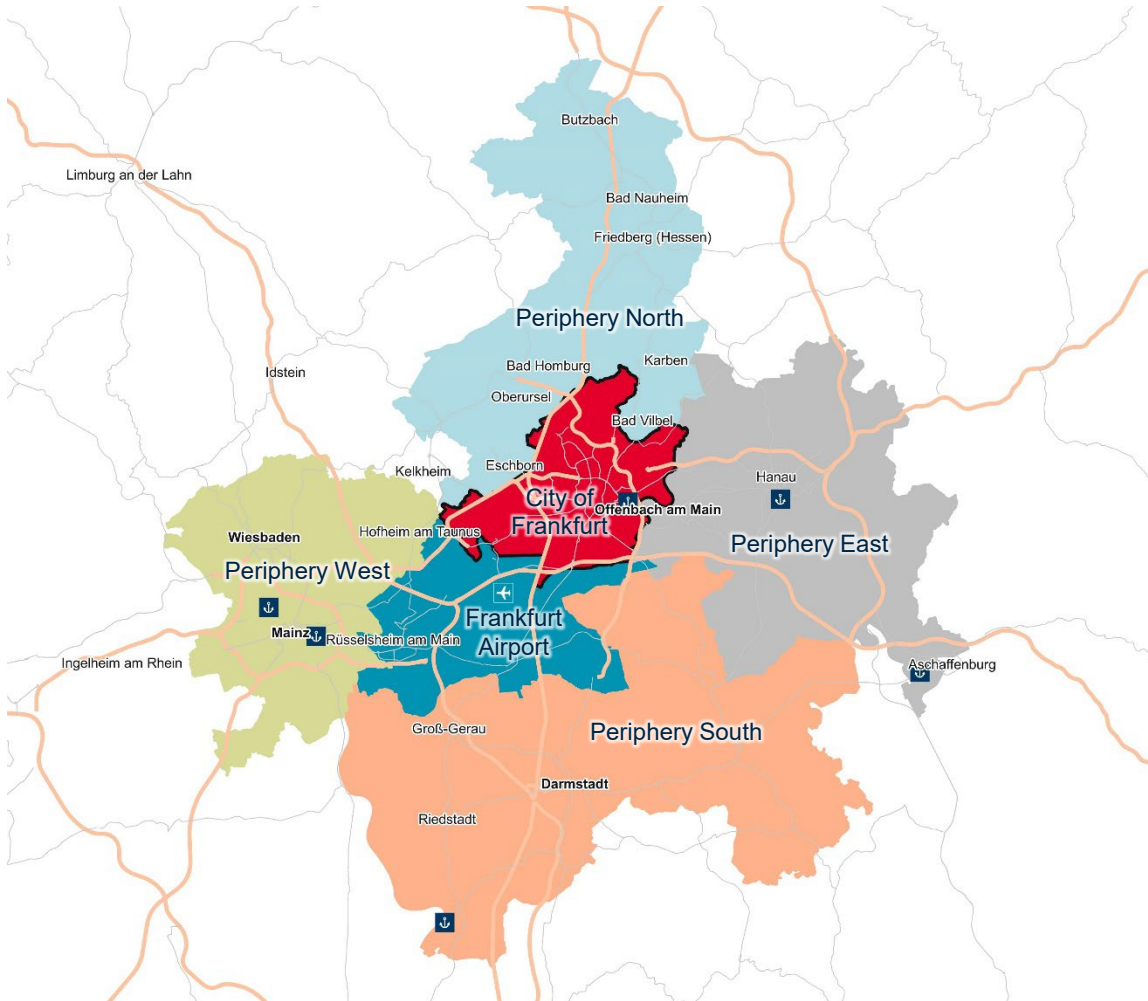 Butzbach
Limburg an der Lahn
Bad Nauheim
Friedberg (Hessen)
Periphery North
Karben
Bad Homburg
Idstein
Oberursel
Bad Vilbel
Kelkheim
Eschborn
Hanau
City of
Frankfurt
Offenbach am Main
Hofheim am Taunus
Wiesbaden
Periphery East
Periphery West
Frankfurt
Airport
Mainz
Rüsselsheim am Main
Ingelheim am Rhein
Aschaffenburg
Groß-Gerau
Periphery South
Darmstadt
Riedstadt